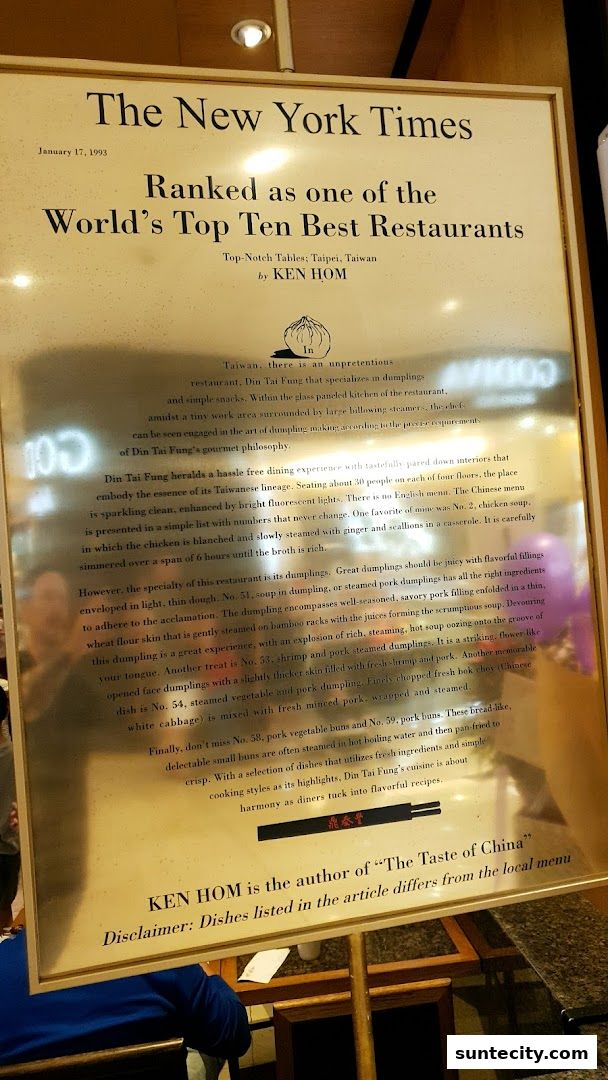 The New York Times
January 17, 1993
Ranked as one of the
World's Top Ten Best Restaurants
Top-Notch Tables; Taipei, Taiwan
by KEN HOM
In
Taiwan, there is an unpretentious
restaurant, Din Tai Fung that specializes in dumplings
and simple snacks. Within the glass paneled kitchen of the restaurant,
amidst a tiny work area surrounded by large billowing steamers, the chefs
can be seen engaged in the art of dumpling making according to the precise requirements
of Din Tai Fung's gourmet philosophy.
Din Tai Fung heralds a hassle free dining experience with tastefully pared down interiors that
embody the essence of its Taiwanese lineage. Seating about 30 people on each of four floors, the place
is sparkling clean, enhanced by bright fluorescent lights. There is no English menu. The Chinese menu
is presented in a simple list with numbers that never change. One favorite of mine was No. 2, chicken soup,
in which the chicken is blanched and slowly steamed with ginger and scallions in a casserole. It is carefully
simmered over a span of 6 hours until the broth is rich.
However, the specialty of this restaurant is its dumplings. Great dumplings should be juicy with flavorful fillings
enveloped in light, thin dough. No. 51, soup in dumpling, or steamed pork dumplings has all the right ingredients
to adhere to the acclamation. The dumpling encompasses well-seasoned, savory pork filling enfolded in a thin,
wheat flour skin that is gently steamed on bamboo racks with the juices forming the scrumptious soup. Devouring
this dumpling is a great experience, with an explosion of rich, steaming, hot soup oozing onto the groove of
your tongue. Another treat is No. 53, shrimp and pork steamed dumplings. It is a striking, flower-like
opened face dumplings with a slightly thicker skin filled with fresh shrimp and pork. Another memorable
dish is No. 54, steamed vegetable and pork dumpling. Finely chopped fresh bok choy (Chinese
white cabbage) is mixed with fresh minced pork, wrapped and steamed.
Finally, don't miss No. 58, pork vegetable buns and No. 59, pork buns. These bread-like,
delectable small buns are often steamed in hot boiling water and then pan-fried to
crisp. With a selection of dishes that utilizes fresh ingredients and simple
cooking styles as its highlights, Din Tai Fung's cuisine is about
harmony as diners tuck into flavorful recipes.
鼎泰豐
KEN HOM is the author of "The Taste of China"
Disclaimer: Dishes listed in the article differs from the local menu
GODIVA
suntecity.com